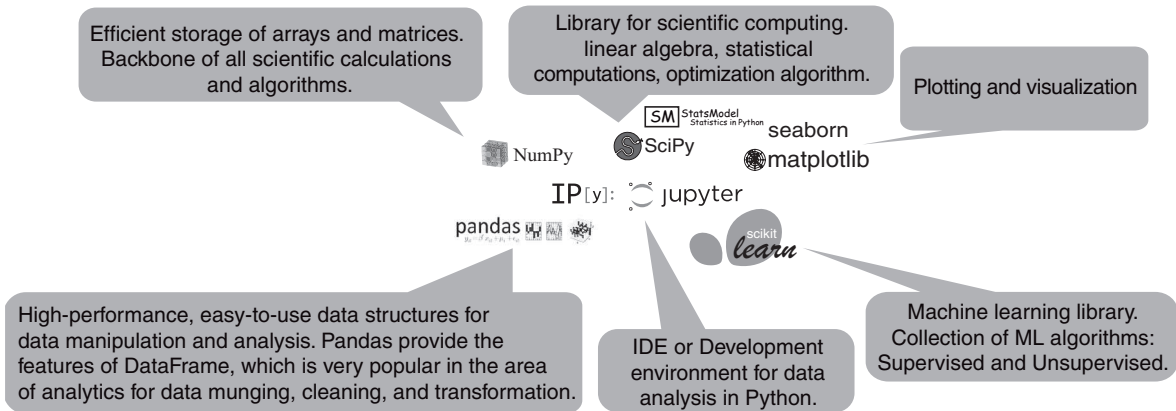 Efficient storage of arrays and matrices.
Backbone of all scientific calculations
and algorithms.
Library for scientific computing.
linear algebra, statistical
computations, optimization algorithm.
Plotting and visualization
SM StatsModel
Statistics in Python
NumPy
SciPy
seaborn
matplotlib
IP[y]: jupyter
pandas
scikit
learn
High-performance, easy-to-use data structures for
data manipulation and analysis. Pandas provide the
features of DataFrame, which is very popular in the area
of analytics for data munging, cleaning, and transformation.
IDE or Development
environment for data
analysis in Python.
Machine learning library.
Collection of ML algorithms:
Supervised and Unsupervised.